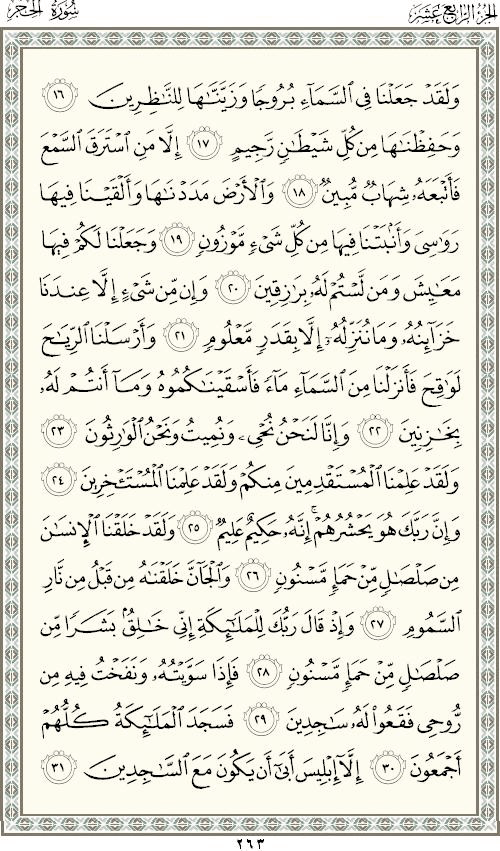 الجزء الرابع عشر
سورة الحجر
وَلَقَدْ جَعَلْنَا فِي ٱلسَّمَآءِ بُرُوجًا وَزَيَّنَّٰهَا لِلنَّٰظِرِينَ ١٦
وَحَفِظْنَٰهَا مِن كُلِّ شَيْطَٰنٍ رَّجِيمٍ ١٧ إِلَّا مَنِ ٱسْتَرَقَ ٱلسَّمْعَ
فَأَتْبَعَهُۥ شِهَابٌ مُّبِينٌ ١٨ وَٱلْأَرْضَ مَدَدْنَٰهَا وَأَلْقَيْنَا فِيهَا
رَوَٰسِيَ وَأَنۢبَتْنَا فِيهَا مِن كُلِّ شَيْءٍ مَّوْزُونٍ ١٩ وَجَعَلْنَا لَكُمْ فِيهَا
مَعَٰيِشَ وَمَن لَّسْتُمْ لَهُۥ بِرَٰزِقِينَ ٢٠ وَإِن مِّن شَيْءٍ إِلَّا عِندَنَا
خَزَآئِنُهُۥ وَمَا نُنَزِّلُهُۥٓ إِلَّا بِقَدَرٍ مَّعْلُومٍ ٢١ وَأَرْسَلْنَا ٱلرِّيَٰحَ
لَوَٰقِحَ فَأَنزَلْنَا مِنَ ٱلسَّمَآءِ مَآءً فَأَسْقَيْنَٰكُمُوهُ وَمَآ أَنتُمْ لَهُۥ
بِخَٰزِنِينَ ٢٢ وَإِنَّا لَنَحْنُ نُحْيِۦ وَنُمِيتُ وَنَحْنُ ٱلْوَٰرِثُونَ ٢٣
وَلَقَدْ عَلِمْنَا ٱلْمُسْتَقْدِمِينَ مِنكُمْ وَلَقَدْ عَلِمْنَا ٱلْمُسْتَـْٔخِرِينَ ٢٤
وَإِنَّ رَبَّكَ هُوَ يَحْشُرُهُمْ ۚ إِنَّهُۥ حَكِيمٌ عَلِيمٌ ٢٥ وَلَقَدْ خَلَقْنَا ٱلْإِنسَٰنَ
مِن صَلْصَٰلٍ مِّنْ حَمَإٍ مَّسْنُونٍ ٢٦ وَٱلْجَآنَّ خَلَقْنَٰهُ مِن قَبْلُ مِن نَّارِ
ٱلسَّمُومِ ٢٧ وَإِذْ قَالَ رَبُّكَ لِلْمَلَٰٓئِكَةِ إِنِّي خَٰلِقٌۢ بَشَرًا مِّن
صَلْصَٰلٍ مِّنْ حَمَإٍ مَّسْنُونٍ ٢٨ فَإِذَا سَوَّيْتُهُۥ وَنَفَخْتُ فِيهِ مِن
رُّوحِي فَقَعُوا۟ لَهُۥ سَٰجِدِينَ ٢٩ فَسَجَدَ ٱلْمَلَٰٓئِكَةُ كُلُّهُمْ
أَجْمَعُونَ ٣٠ إِلَّآ إِبْلِيسَ أَبَىٰٓ أَن يَكُونَ مَعَ ٱلسَّٰجِدِينَ ٣١
٢٦٣